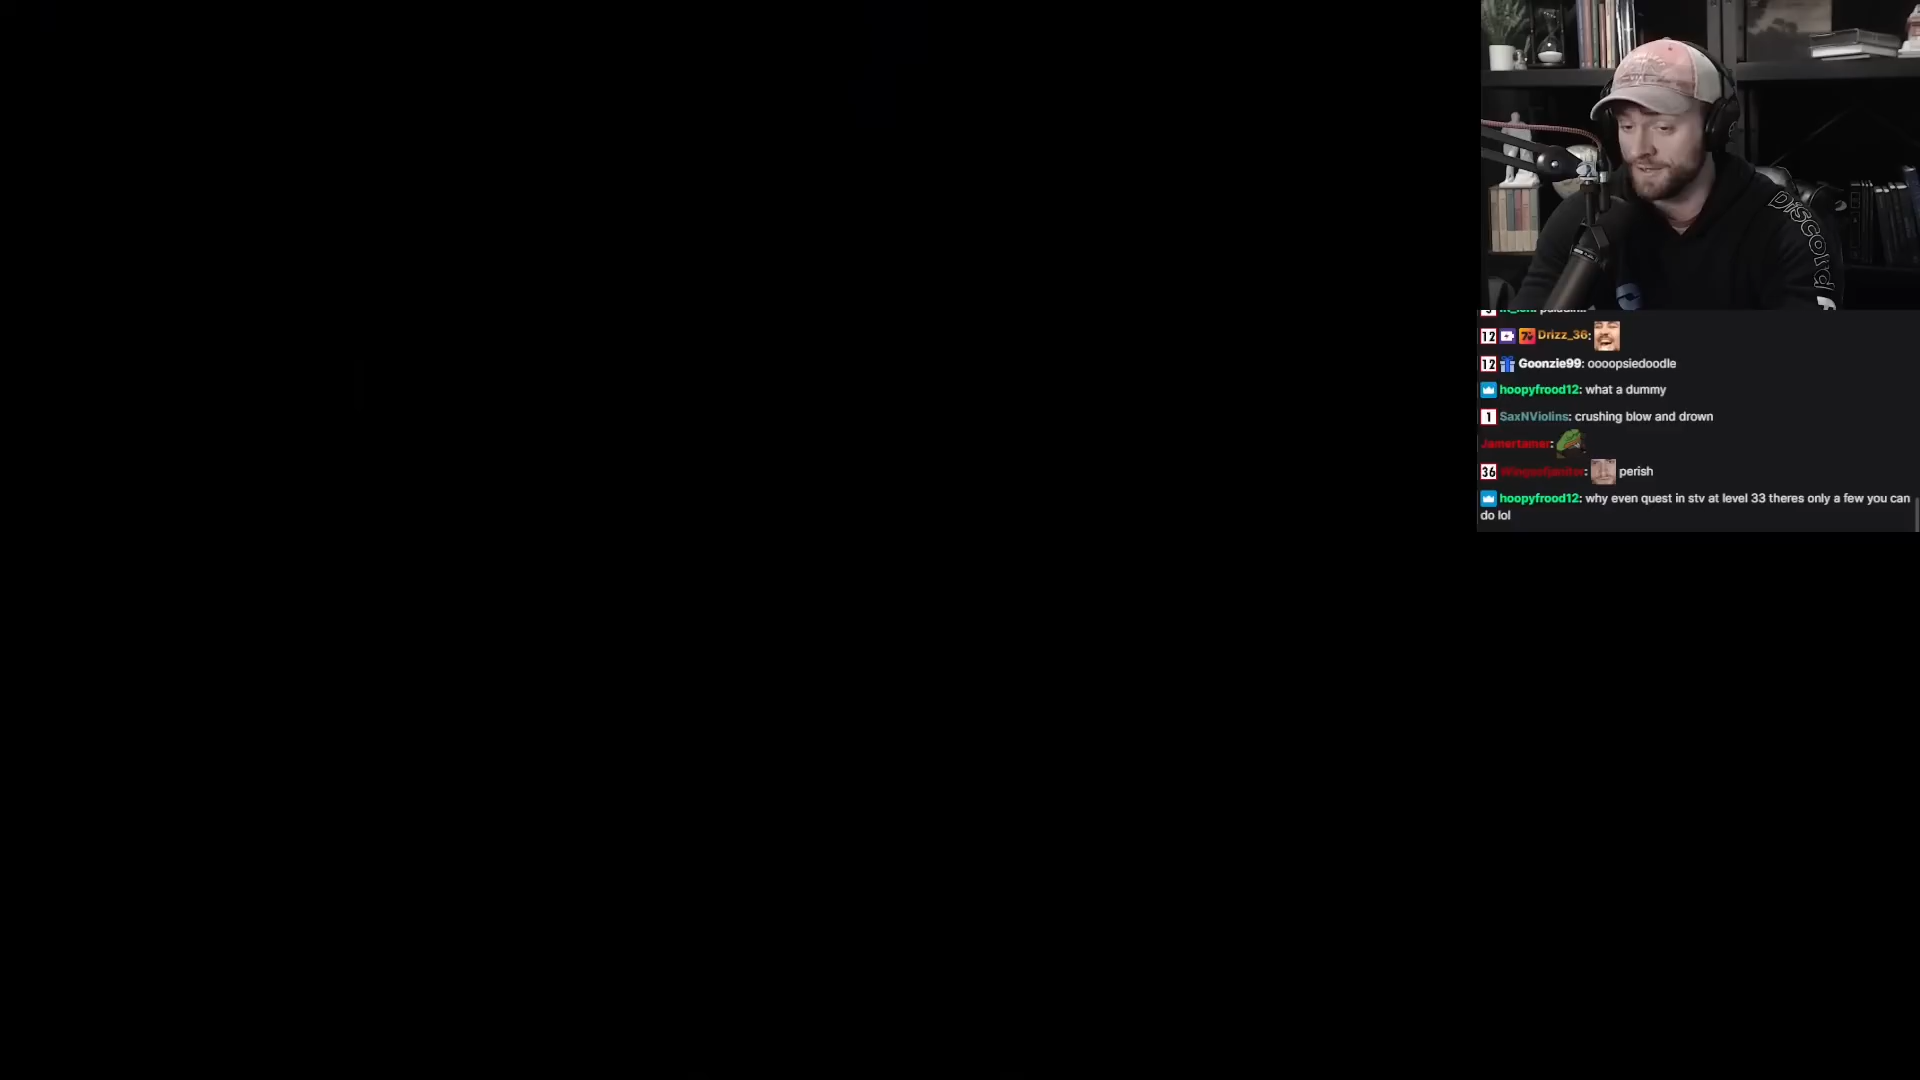 Discord
12 Drizz_36:
12 Goonzie99: oooopsiedoodle
hoopyfrood12: what a dummy
1 SaxNViolins: crushing blow and drown
Jamertamer:
36 perish
hoopyfrood12: why even quest in stv at level 33 theres only a few you can
do lol